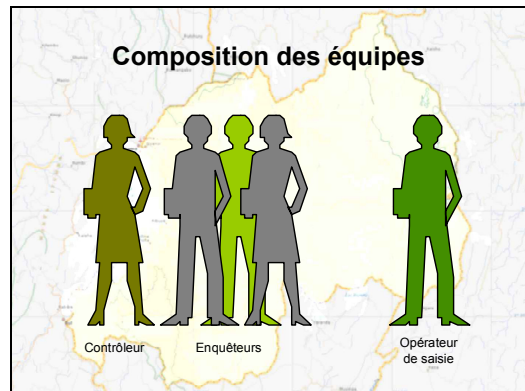 Composition des équipes
Contrôleur
Enquêteurs
Opérateur
de saisie